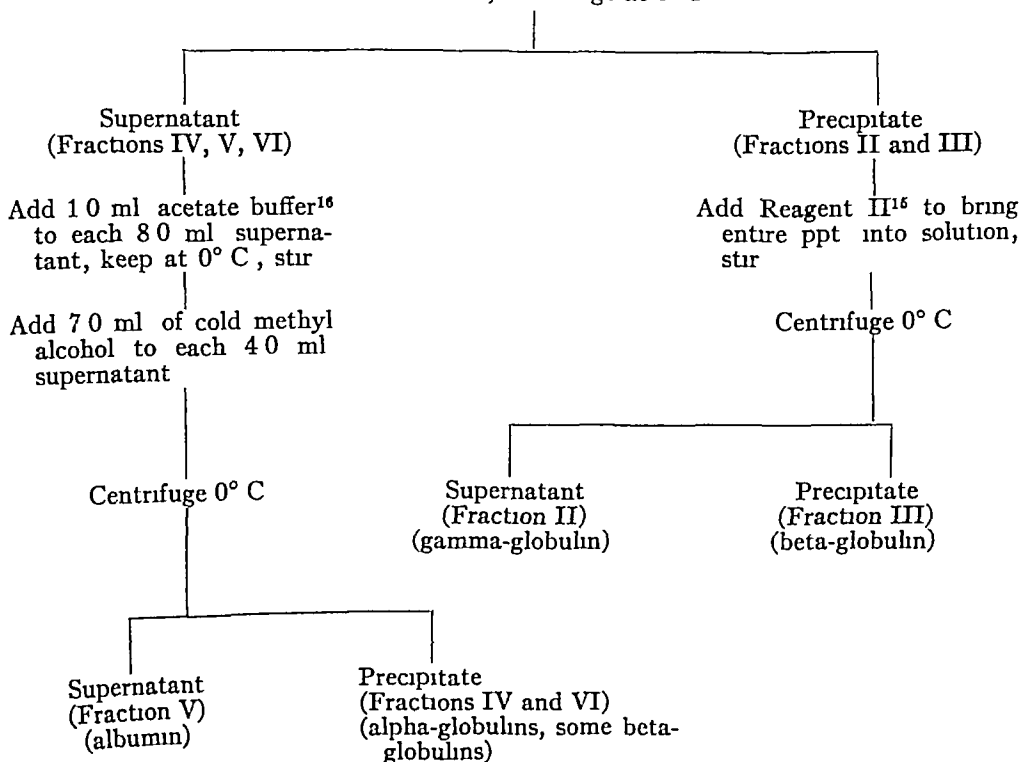 Supernatant
(Fractions IV, V, VI)
Add 1 0 ml acetate buffer¹⁶
to each 8 0 ml superna-
tant, keep at 0° C , stir
Add 7 0 ml of cold methyl
alcohol to each 4 0 ml
supernatant
Centrifuge 0° C
Supernatant
(Fraction V)
(albumin)
Precipitate
(Fractions IV and VI)
(alpha-globulins, some beta-
globulins)
Precipitate
(Fractions II and III)
Add Reagent II¹⁵ to bring
entire ppt into solution,
stir
Centrifuge 0° C
Supernatant
(Fraction II)
(gamma-globulin)
Precipitate
(Fraction III)
(beta-globulin)